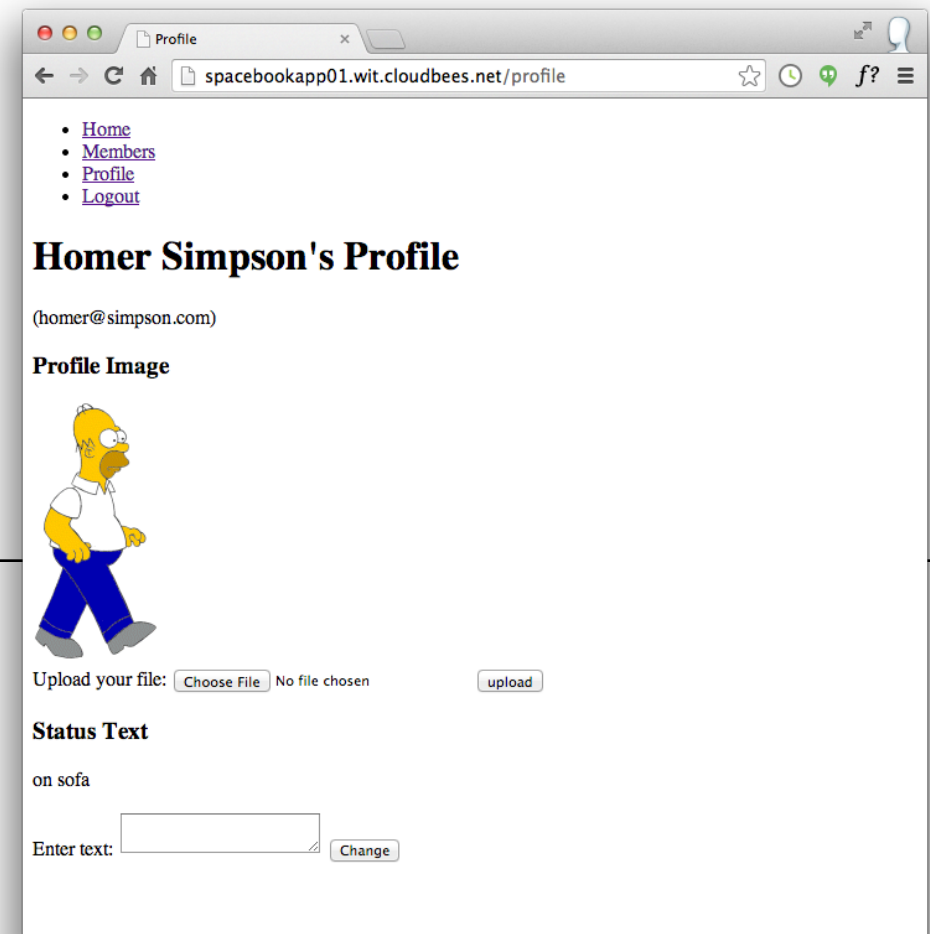 Profile
spacebookapp01.wit.cloudbees.net/profile
f?
Home
Members
Profile
Logout
Homer Simpson's Profile
(homer@simpson.com)
Profile Image
Upload your file: Choose File No file chosen upload
Status Text
on sofa
Enter text: Change